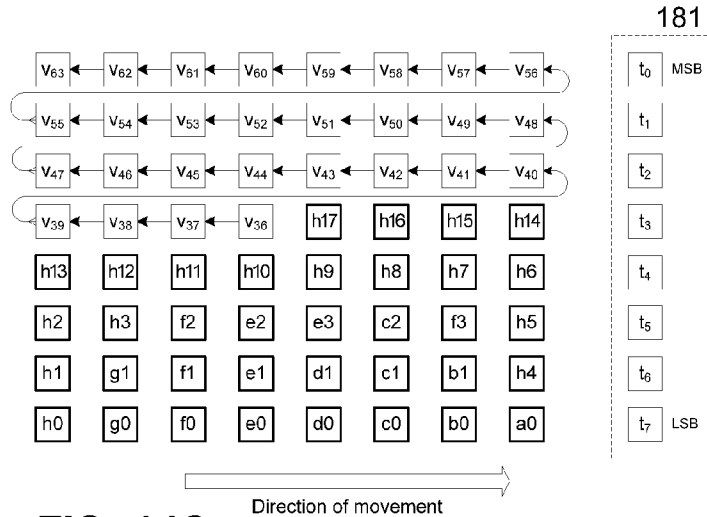 181
V63 V62 V61 V60 V59 V58 V57 V56 t0 MSB
V55 V54 V53 V52 V51 V50 V49 V48 t1
V47 V46 V45 V44 V43 V42 V41 V40 t2
V39 V38 V37 V36 h17 h16 h15 h14 t3
h13 h12 h11 h10 h9 h8 h7 h6 t4
h2 h3 f2 e2 e3 c2 f3 h5 t5
h1 g1 f1 e1 d1 c1 b1 h4 t6
h0 g0 f0 e0 d0 c0 b0 a0 t7 LSB
Direction of movement